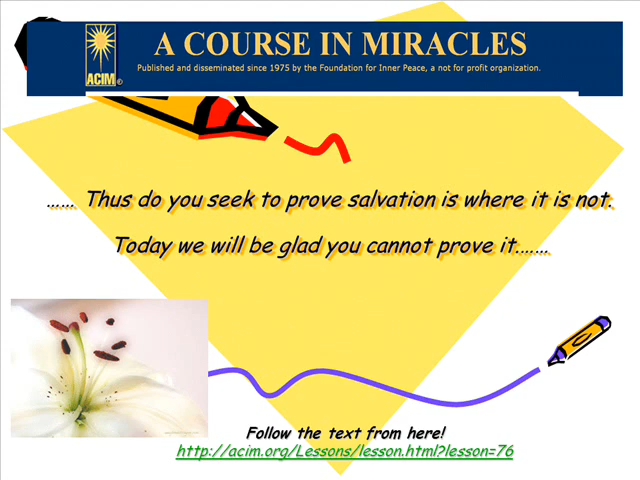 A COURSE IN MIRACLES
ACIM®
Published and disseminated since 1975 by the Foundation for Inner Peace, a not for profit organization.
...... Thus do you seek to prove salvation is where it is not.
Today we will be glad you cannot prove it.......
Follow the text from here!
http://acim.org/Lessons/lesson.html?lesson=76